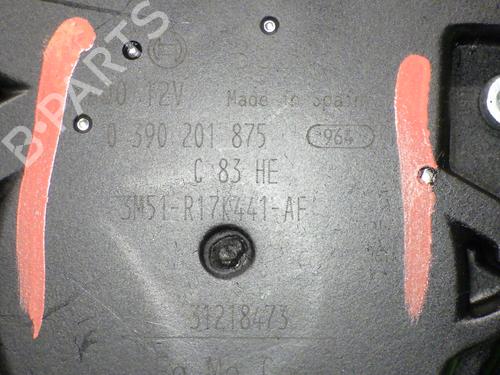 12V Made in Spain
0 390 201 875 964
C 83 HE
3M51-R17K441-AF
31218473
B-PARTS